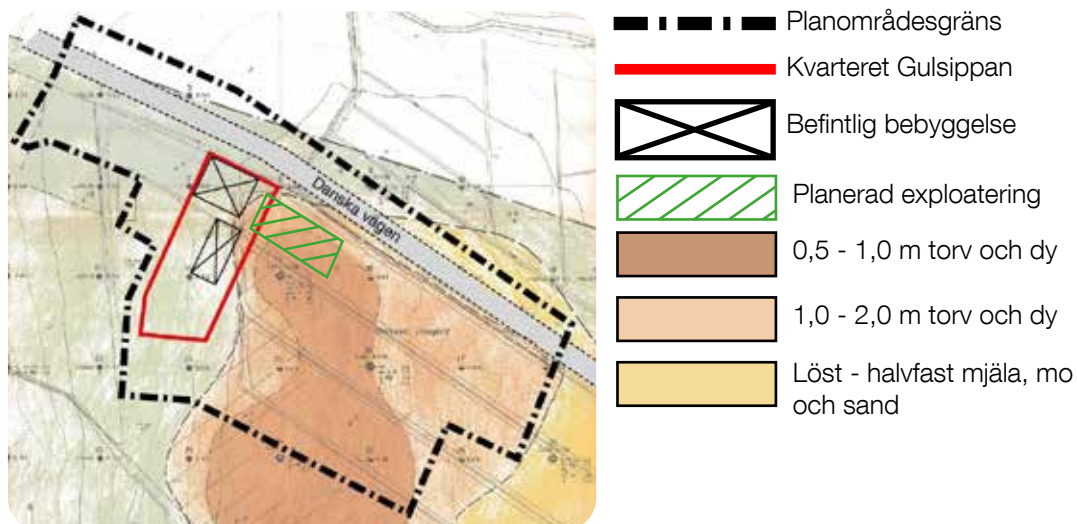 Planområdesgräns
Kvarteret Gulsippan
Befintlig bebyggelse
Planerad exploatering
0,5 - 1,0 m torv och dy
1,0 - 2,0 m torv och dy
Löst - halvfast mjäla, mo
och sand
Danska vägen